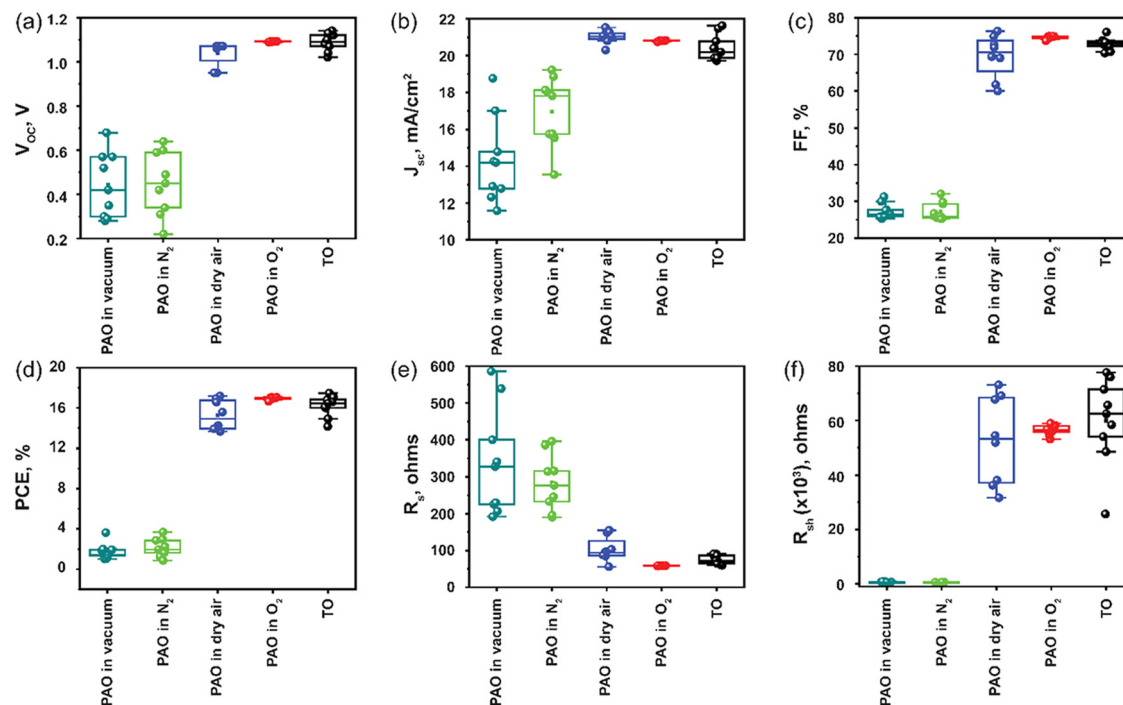 (a)
V_OC, V
1.2
1.0
0.8
0.6
0.4
0.2
PAO in vacuum
PAO in N₂
PAO in dry air
PAO in O₂
TO
(b)
J_sc, mA/cm²
22
20
18
16
14
12
10
PAO in vacuum
PAO in N₂
PAO in dry air
PAO in O₂
TO
(c)
FF, %
80
70
60
50
40
30
20
PAO in vacuum
PAO in N₂
PAO in dry air
PAO in O₂
TO
(d)
PCE, %
20
16
12
8
4
2
0
PAO in vacuum
PAO in N₂
PAO in dry air
PAO in O₂
TO
(e)
R_s, ohms
600
500
400
300
200
100
0
PAO in vacuum
PAO in N₂
PAO in dry air
PAO in O₂
TO
(f)
R_sh (x10³), ohms
80
60
40
20
0
PAO in vacuum
PAO in N₂
PAO in dry air
PAO in O₂
TO